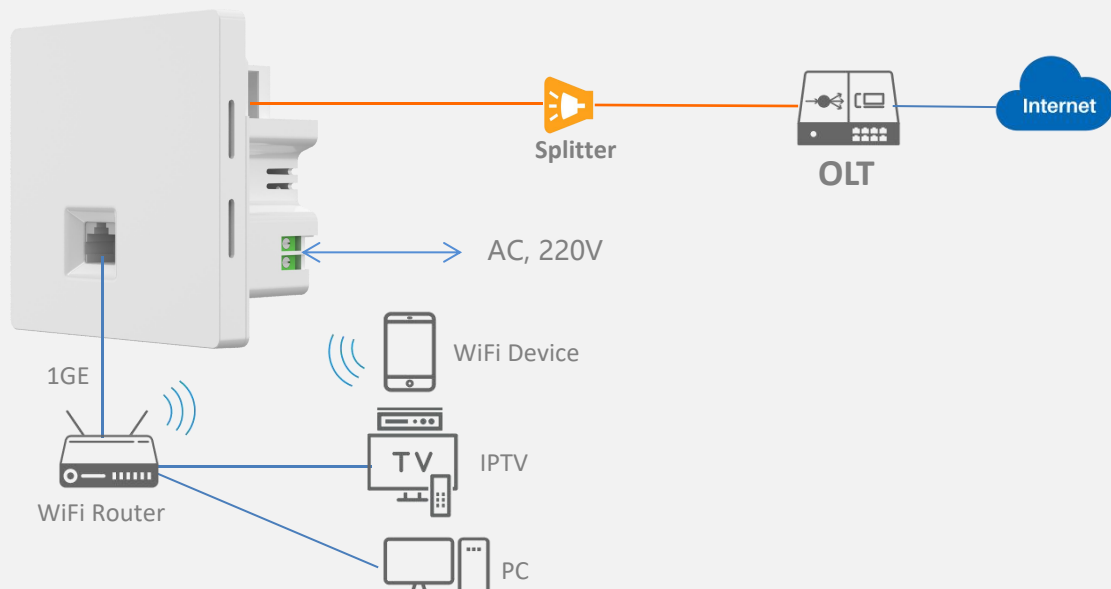 Internet
Splitter
OLT
AC, 220V
WiFi Device
1GE
TV
IPTV
WiFi Router
PC